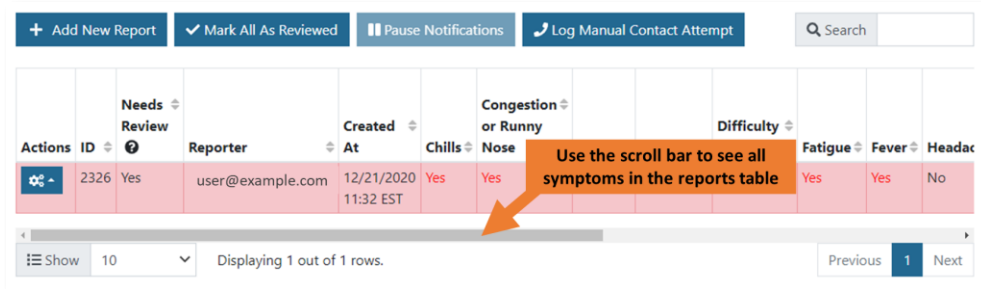 + Add New Report ✔ Mark All As Reviewed Pause Notifications Log Manual Contact Attempt Search
Needs
Congestion
Review
Created
or Runny
Difficulty
Actions ID Reporter At Chills Nose Fatigue Fever Headac
Use the scroll bar to see all
symptoms in the reports table
2326 Yes user@example.com 12/21/2020 Yes Yes Yes Yes No
11:32 EST
Show 10 Displaying 1 out of 1 rows. Previous 1 Next